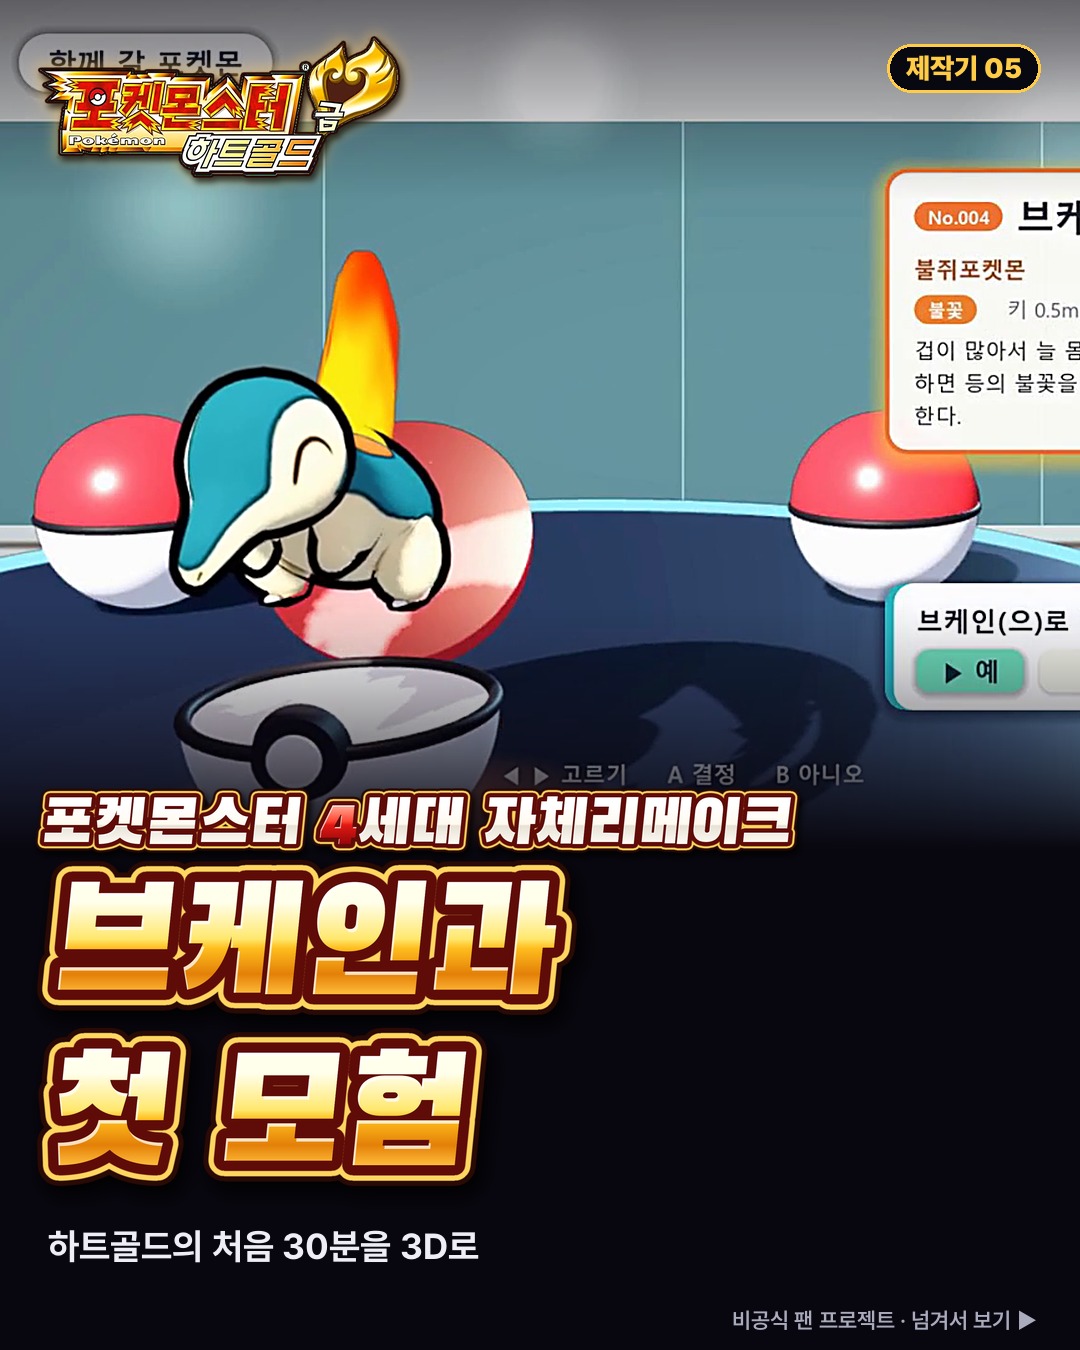 함께 갈 포켓몬
제작기 05
포켓몬스터
Pokémon
금
하트골드
No.004 브케
불쥐포켓몬
불꽃 키 0.5m
겁이 많아서 늘 몸
하면 등의 불꽃을
한다.
브케인(으)로
▶ 예
◀ ▶ 고르기 A 결정 B 아니오
포켓몬스터 4세대 자체리메이크
브케인과
첫 모험
하트골드의 처음 30분을 3D로
비공식 팬 프로젝트 · 넘겨서 보기 ▶